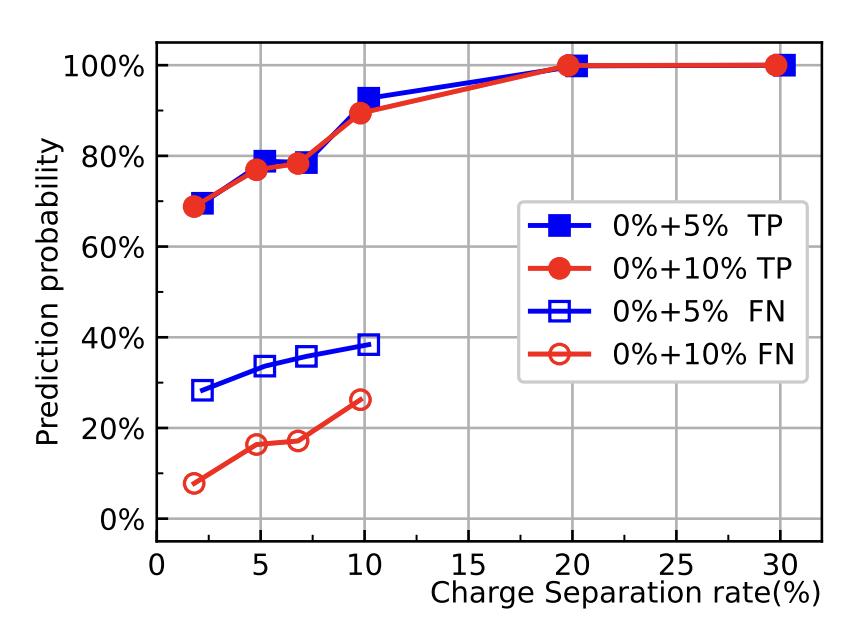 100%
80%
60%
40%
20%
0%
Prediction probability
0%+5% TP
0%+10% TP
0%+5% FN
0%+10% FN
0 5 10 15 20 25 30
Charge Separation rate(%)